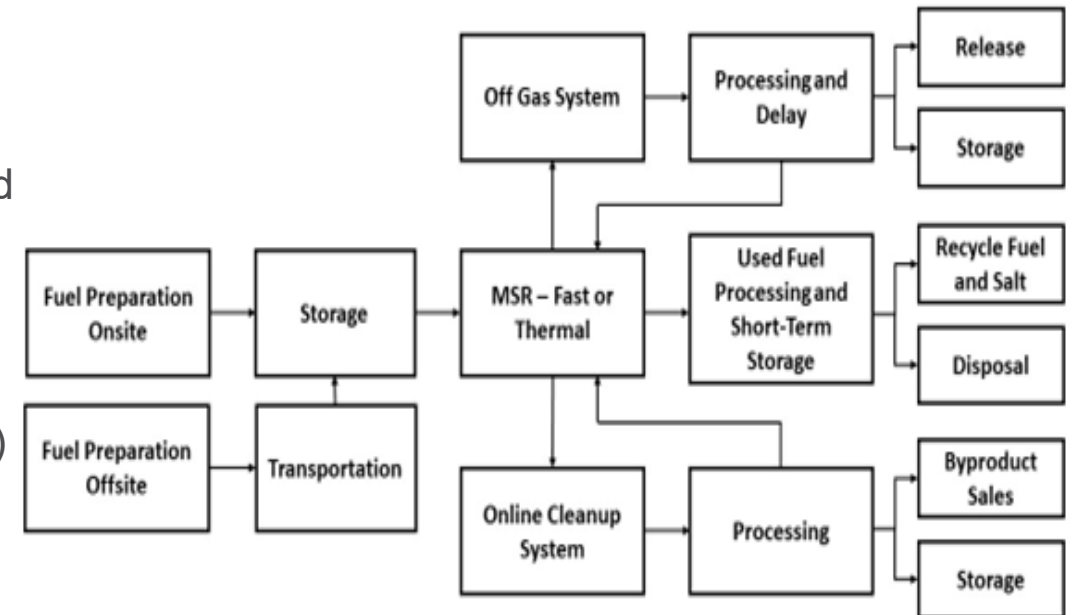 Release
Off Gas System
Processing and
Delay
Storage
d
Fuel Preparation
Onsite
Storage
MSR – Fast or
Thermal
Used Fuel
Processing and
Short-Term
Storage
Recycle Fuel
and Salt
Disposal
)
Fuel Preparation
Offsite
Transportation
Online Cleanup
System
Processing
Byproduct
Sales
Storage